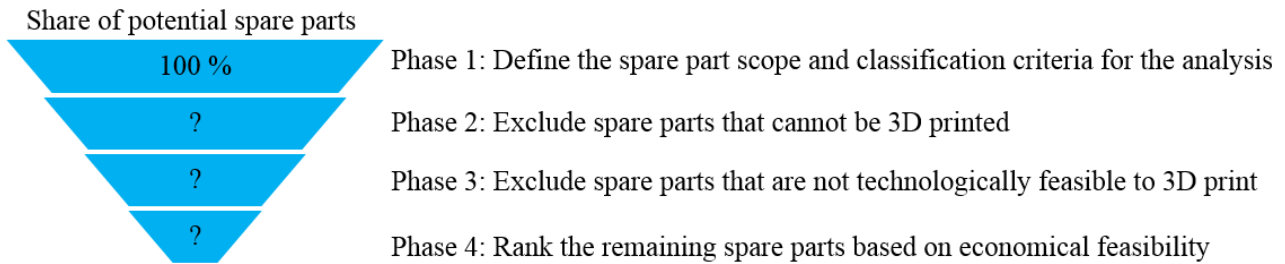 Share of potential spare parts
100 %
Phase 1: Define the spare part scope and classification criteria for the analysis
?
Phase 2: Exclude spare parts that cannot be 3D printed
?
Phase 3: Exclude spare parts that are not technologically feasible to 3D print
?
Phase 4: Rank the remaining spare parts based on economical feasibility